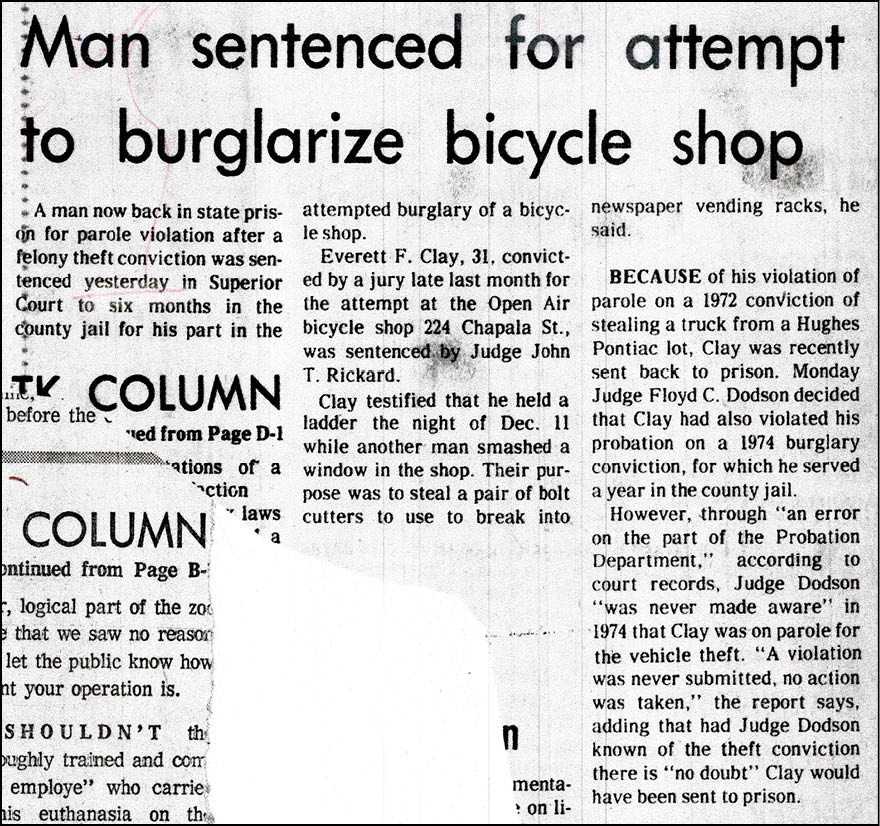 Man sentenced for attempt
to burglarize bicycle shop
A man now back in state pris-
on for parole violation after a
felony theft conviction was sen-
tenced yesterday in Superior
Court to six months in the
county jail for his part in the
attempted burglary of a bicyc-
le shop.
Everett F. Clay, 31, convict-
ed by a jury late last month for
the attempt at the Open Air
bicycle shop 224 Chapala St.,
was sentenced by Judge John
T. Rickard.
Clay testified that he held a
ladder the night of Dec. 11
while another man smashed a
window in the shop. Their pur-
pose was to steal a pair of bolt
cutters to use to break into
newspaper vending racks, he
said.
BECAUSE of his violation of
parole on a 1972 conviction of
stealing a truck from a Hughes
Pontiac lot, Clay was recently
sent back to prison. Monday
Judge Floyd C. Dodson decided
that Clay had also violated his
probation on a 1974 burglary
conviction, for which he served
a year in the county jail.
However, through "an error
on the part of the Probation
Department," according to
court records, Judge Dodson
"was never made aware" in
1974 that Clay was on parole for
the vehicle theft. "A violation
was never submitted, no action
was taken," the report says,
adding that had Judge Dodson
known of the theft conviction
there is "no doubt" Clay would
have been sent to prison.
COLUMN
before the
ued from Page D-1
ations of a
action
laws
a
COLUMN
ontinued from Page B-
r, logical part of the zo
e that we saw no reason
let the public know how
nt your operation is.
SHOULDN'T th
oughly trained and com
employe" who carrie
his euthanasia on th
n
menta-
on li-